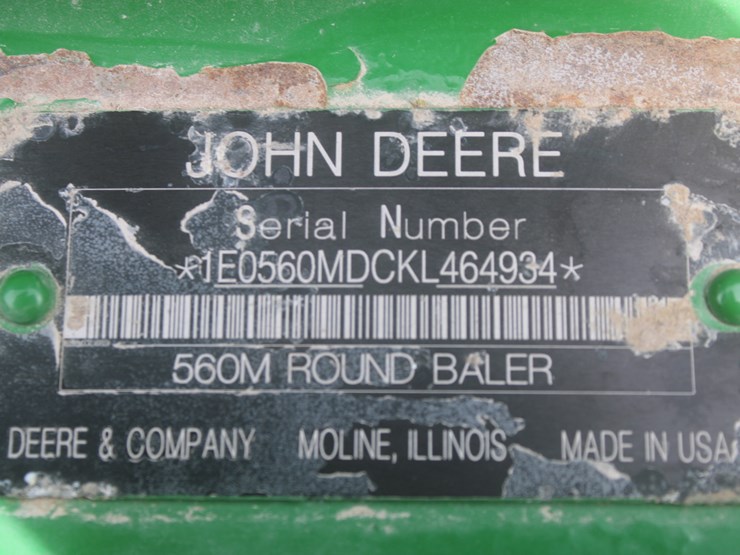 JOHN DEERE
Serial Number
*1E0560MDCKL464934*
560M ROUND BALER
DEERE & COMPANY MOLINE, ILLINOIS MADE IN USA